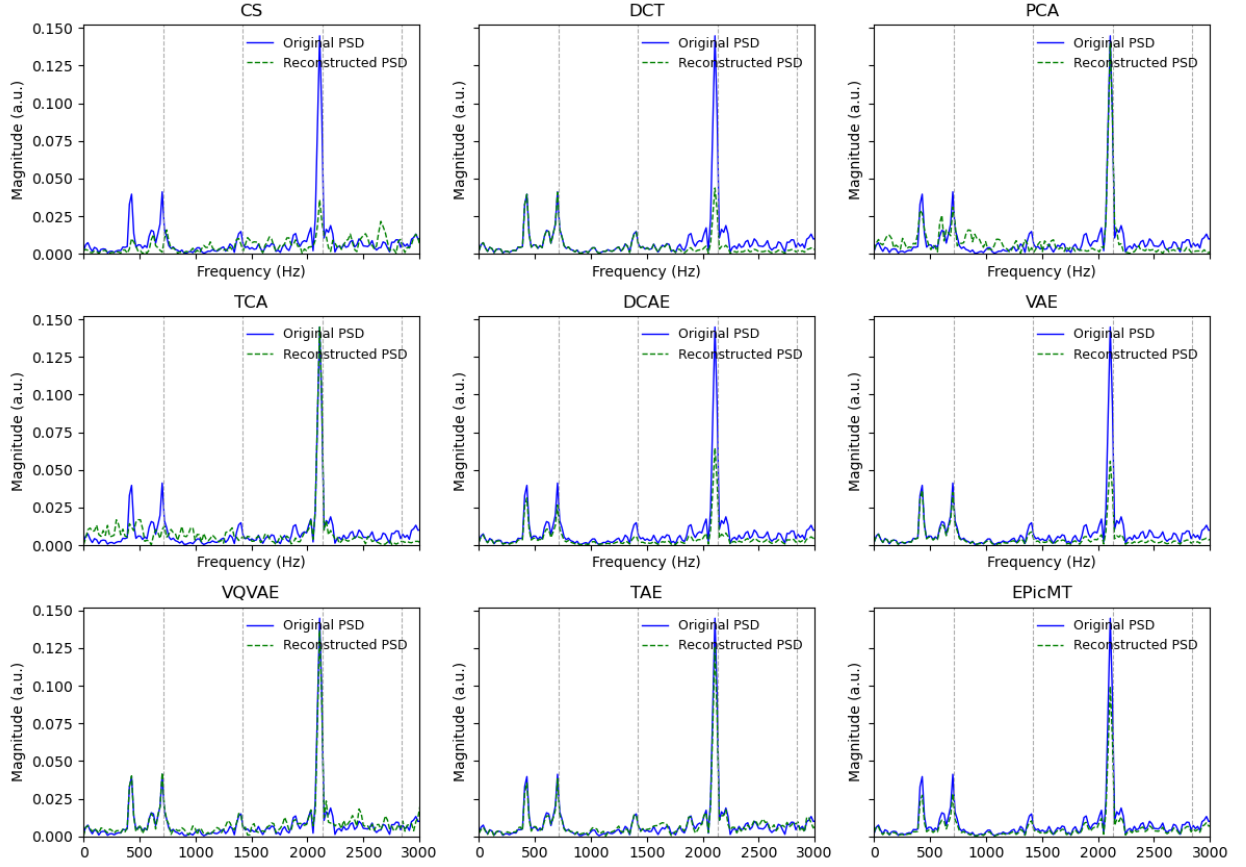 CS
Magnitude (a.u.)
0.150
0.125
0.100
0.075
0.050
0.025
0.000
Original PSD
Reconstructed PSD
Frequency (Hz)
DCT
Magnitude (a.u.)
Original PSD
Reconstructed PSD
Frequency (Hz)
PCA
Magnitude (a.u.)
Original PSD
Reconstructed PSD
Frequency (Hz)
TCA
Magnitude (a.u.)
0.150
0.125
0.100
0.075
0.050
0.025
0.000
Original PSD
Reconstructed PSD
Frequency (Hz)
DCAE
Magnitude (a.u.)
Original PSD
Reconstructed PSD
Frequency (Hz)
VAE
Magnitude (a.u.)
Original PSD
Reconstructed PSD
Frequency (Hz)
VQVAE
Magnitude (a.u.)
0.150
0.125
0.100
0.075
0.050
0.025
0.000
Original PSD
Reconstructed PSD
0 500 1000 1500 2000 2500 3000
TAE
Magnitude (a.u.)
Original PSD
Reconstructed PSD
0 500 1000 1500 2000 2500 3000
EPicMT
Magnitude (a.u.)
Original PSD
Reconstructed PSD
0 500 1000 1500 2000 2500 3000